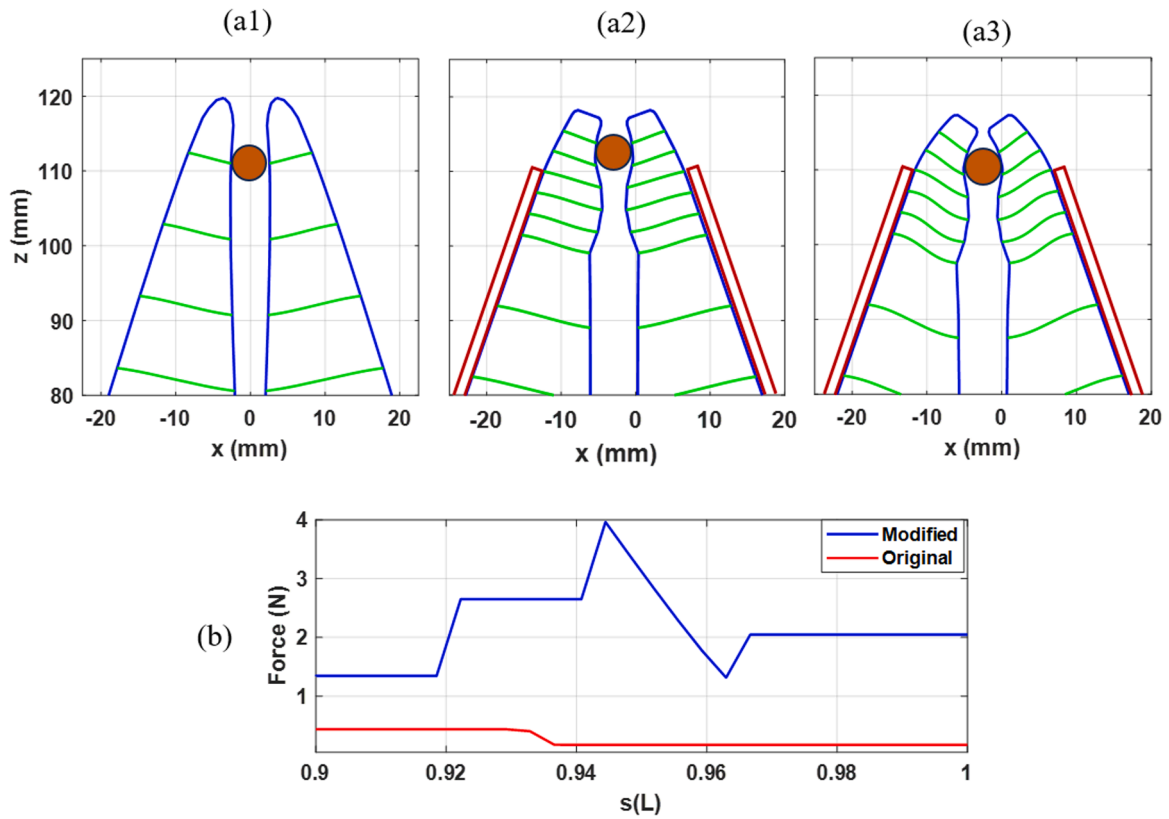 (a1)
(a2)
(a3)
120
110
100
90
80
z (mm)
-20 -10 0 10 20
x (mm)
-20 -10 0 10 20
x (mm)
-20 -10 0 10 20
x (mm)
(b)
4
3
2
1
Force (N)
Modified
Original
0.9 0.92 0.94 0.96 0.98 1
s(L)